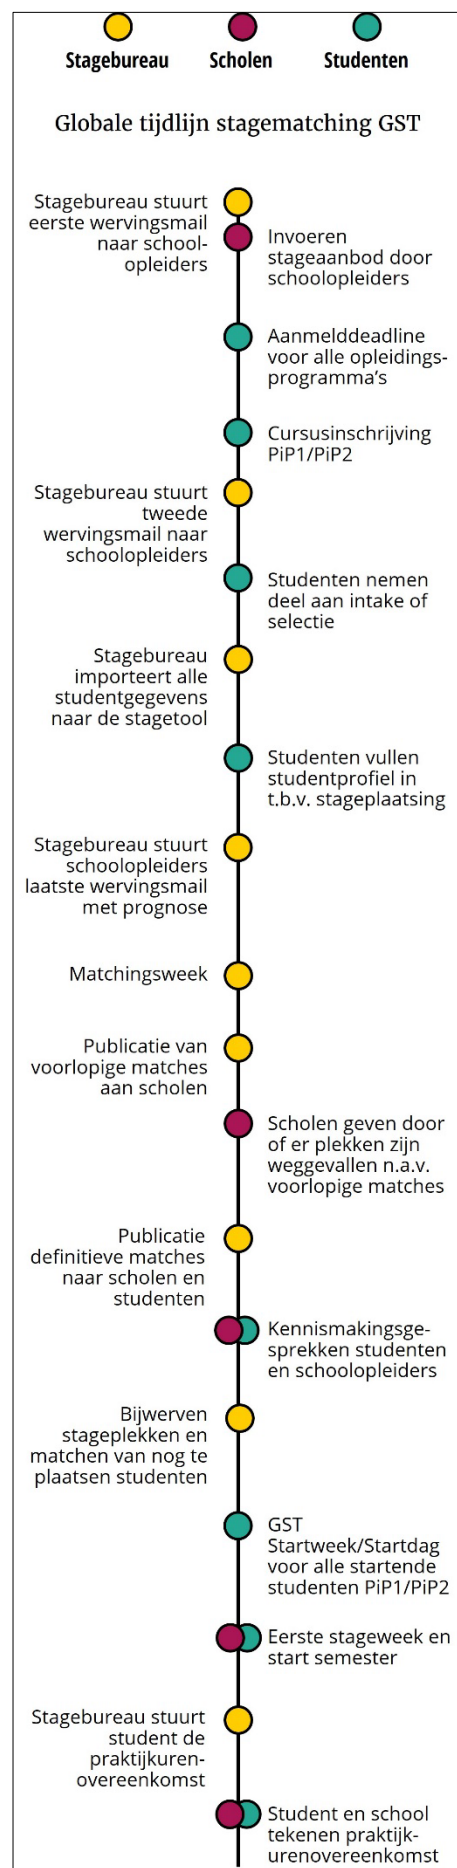 Stagebureau Scholen Studenten
Globale tijdlijn stagematching GST
Stagebureau stuurt
eerste wervingsmail
naar school-
opleiders
Invoeren
stageaanbod door
schoolopleiders
Aanmelddeadline
voor alle opleidings-
programma's
Cursusinschrijving
PiP1/PiP2
Stagebureau stuurt
tweede
wervingsmail naar
schoolopleiders
Studenten nemen
deel aan intake of
selectie
Stagebureau
importeert alle
studentgegevens
naar de stagetool
Studenten vullen
studentprofiel in
t.b.v. stageplaatsing
Stagebureau stuurt
schoolopleiders
laatste wervingsmail
met prognose
Matchingsweek
Publicatie van
voorlopige matches
aan scholen
Scholen geven door
of er plekken zijn
weggevallen n.a.v.
voorlopige matches
Publicatie
definitieve matches
naar scholen en
studenten
Kennismakingsge-
sprekken studenten
en schoolopleiders
Bijwerven
stageplekken en
matchen van nog te
plaatsen studenten
GST
Startweek/Startdag
voor alle startende
studenten PiP1/PiP2
Eerste stageweek en
start semester
Stagebureau stuurt
student de
praktijkuren-
overeenkomst
Student en school
tekenen praktijk-
urenovereenkomst